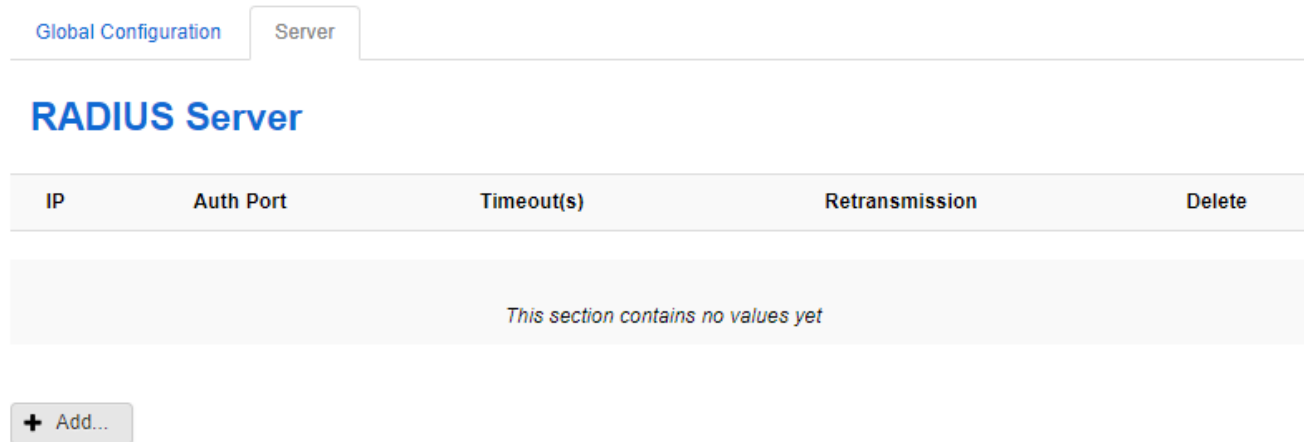 Global Configuration Server
RADIUS Server
IP Auth Port Timeout(s) Retransmission Delete
This section contains no values yet
+ Add...